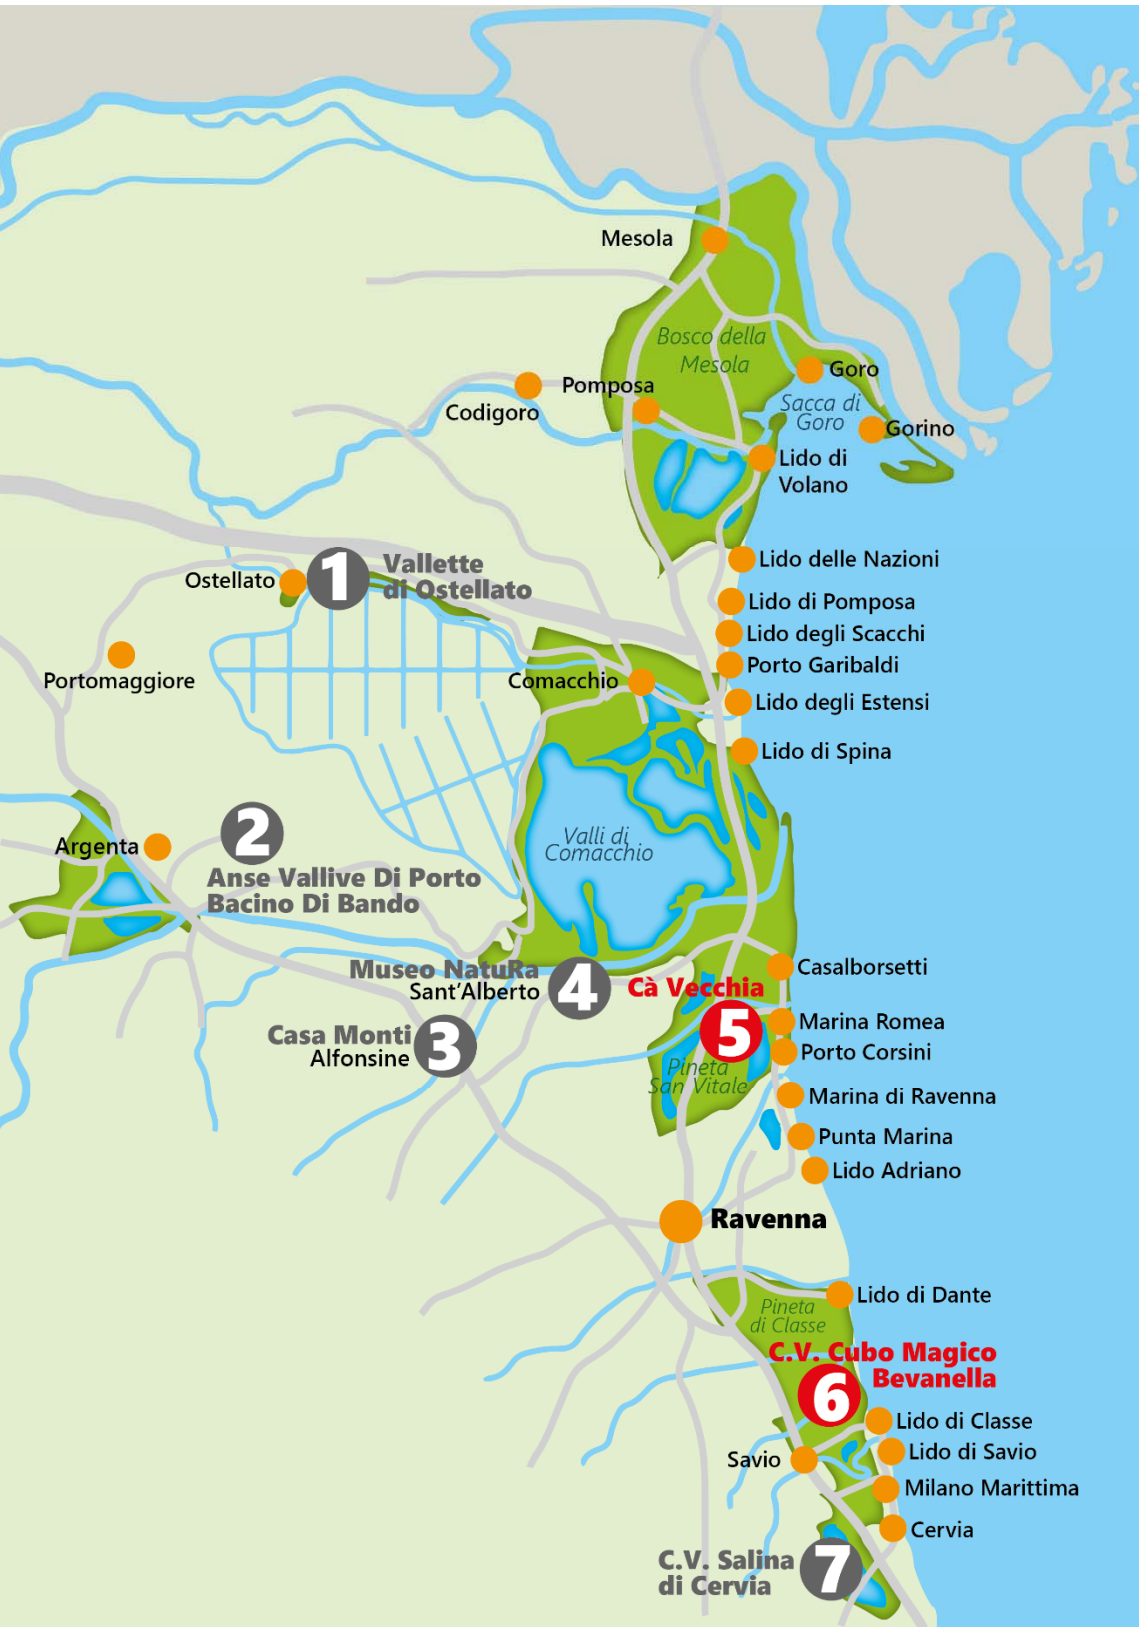 Mesola
Bosco della
Mesola
Goro
Pomposa
Codigoro
Sacca di
Goro
Gorino
Lido di
Volano
Lido delle Nazioni
1
Vallette
di Ostellato
Ostellato
Lido di Pomposa
Lido degli Scacchi
Porto Garibaldi
Portomaggiore
Comacchio
Lido degli Estensi
Lido di Spina
2
Argenta
Valli di
Comacchio
Anse Vallive Di Porto
Bacino Di Bando
Museo NatuRa
Sant'Alberto
4
Cà Vecchia
5
Casalborsetti
Casa Monti
Alfonsine
3
Marina Romea
Porto Corsini
Pineta
San Vitale
Marina di Ravenna
Punta Marina
Lido Adriano
Ravenna
Lido di Dante
Pineta
di Classe
C.V. Cubo Magico
Bevanella
6
Lido di Classe
Lido di Savio
Savio
Milano Marittima
Cervia
C.V. Salina
di Cervia
7